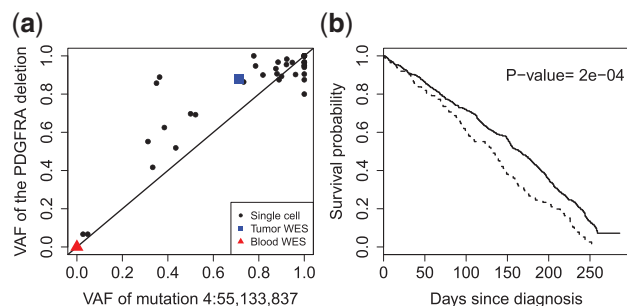 (a)
VAF of the PDGFRA deletion
1.0
0.8
0.6
0.4
0.2
0.0
Single cell
Tumor WES
Blood WES
0.0 0.2 0.4 0.6 0.8 1.0
VAF of mutation 4:55,133,837
(b)
Survival probability
1.0
0.8
0.6
0.4
0.2
0.0
P−value= 2e−04
0 50 100 150 200 250
Days since diagnosis